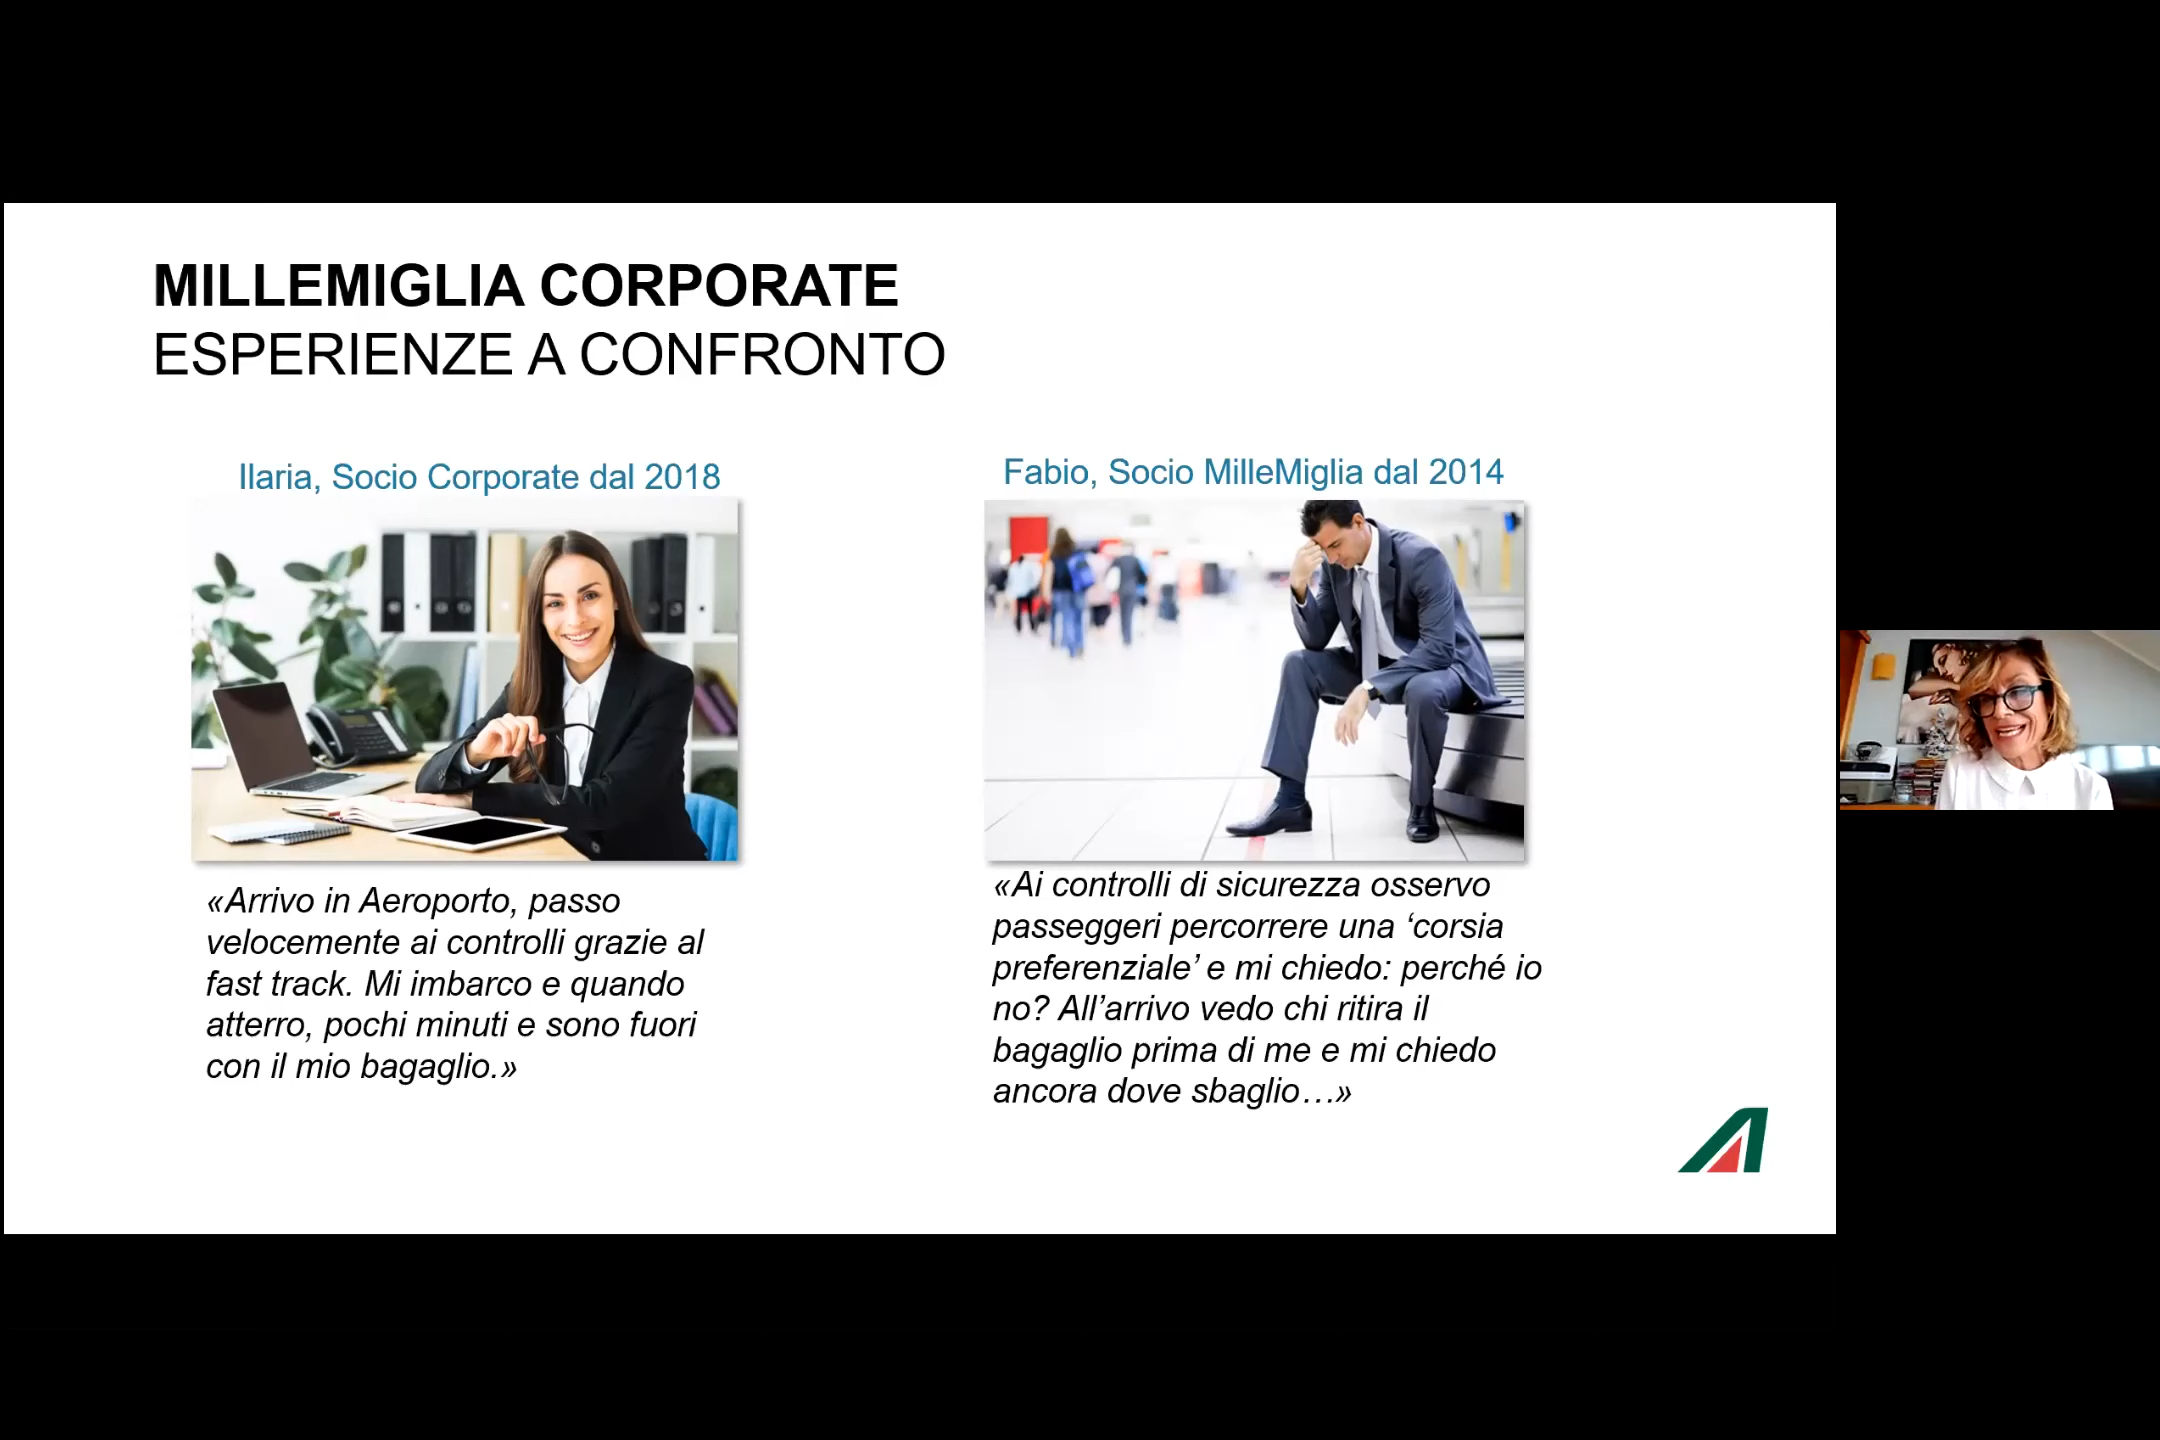 MILLEMIGLIA CORPORATE
ESPERIENZE A CONFRONTO
Ilaria, Socio Corporate dal 2018
«Arrivo in Aeroporto, passo
velocemente ai controlli grazie al
fast track. Mi imbarco e quando
atterro, pochi minuti e sono fuori
con il mio bagaglio.»
Fabio, Socio MilleMiglia dal 2014
«Ai controlli di sicurezza osservo
passeggeri percorrere una ‘corsia
preferenziale’ e mi chiedo: perché io
no? All’arrivo vedo chi ritira il
bagaglio prima di me e mi chiedo
ancora dove sbaglio…»